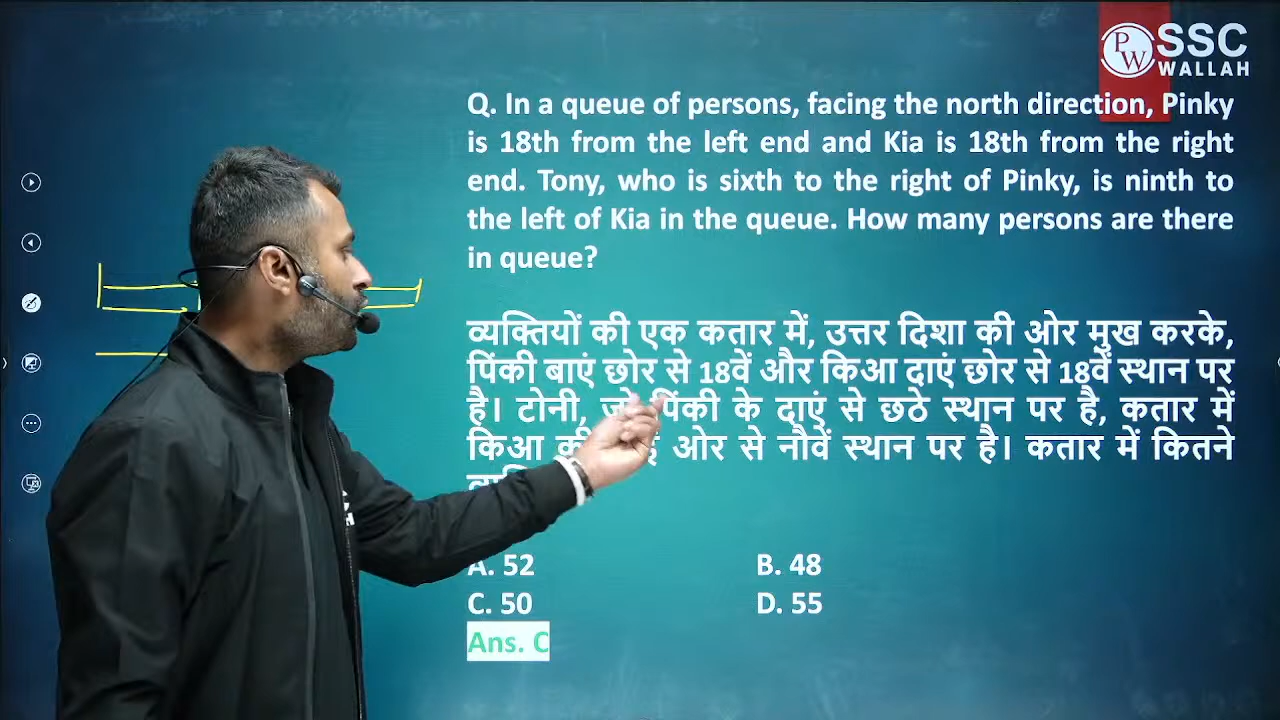 PW SSC
WALLAH
Q. In a queue of persons, facing the north direction, Pinky
is 18th from the left end and Kia is 18th from the right
end. Tony, who is sixth to the right of Pinky, is ninth to
the left of Kia in the queue. How many persons are there
in queue?
व्यक्तियों की एक कतार में, उत्तर दिशा की ओर मुख करके,
पिंकी बाएं छोर से 18वें और किआ दाएं छोर से 18वें स्थान पर
है। टोनी, पिंकी के दाएं से छठे स्थान पर है, कतार में
किआ ओर से नौवें स्थान पर है। कतार में कितने
A. 52 B. 48
C. 50 D. 55
Ans. C